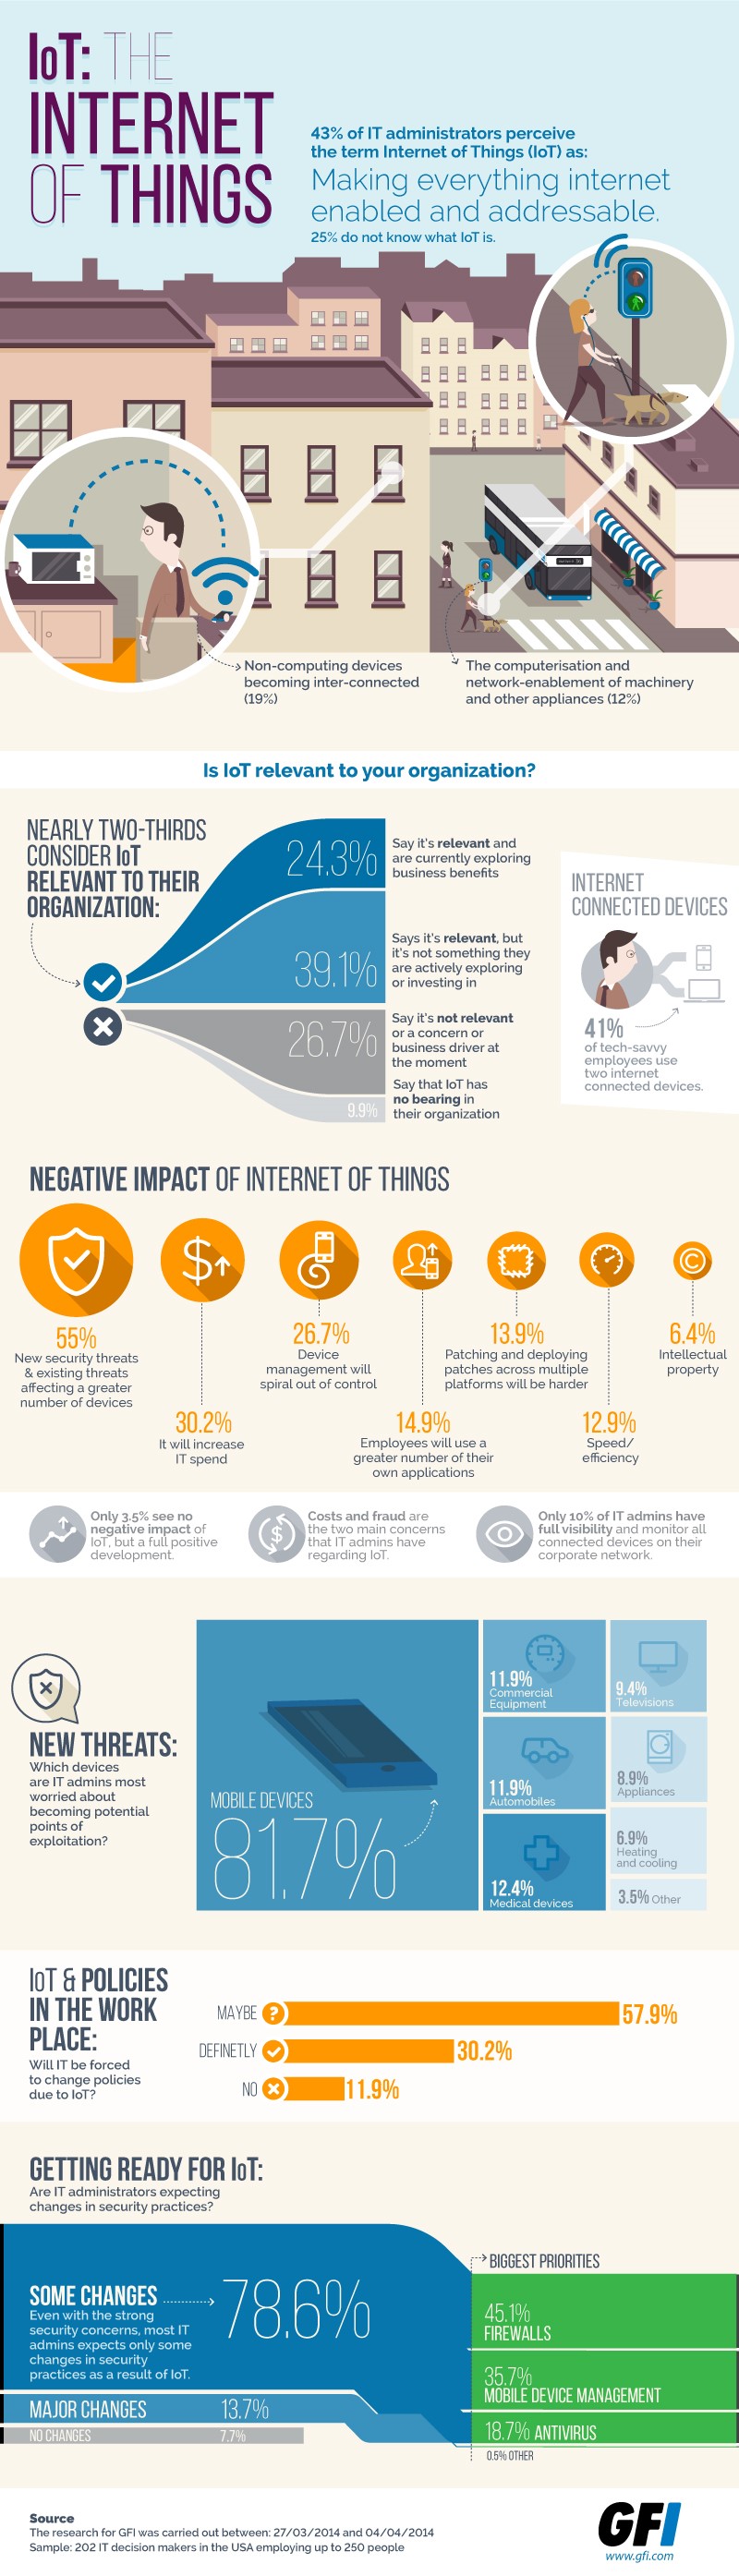 IoT: THE
INTERNET
OF THINGS
43% of IT administrators perceive
the term Internet of Things (IoT) as:
Making everything internet
enabled and addressable.
25% do not know what IoT is.
Non-computing devices
becoming inter-connected
(19%)
The computerisation and
network-enablement of machinery
and other appliances (12%)
Is IoT relevant to your organization?
NEARLY TWO-THIRDS
CONSIDER IoT
RELEVANT TO THEIR
ORGANIZATION:
24.3%
Say it's relevant and
are currently exploring
business benefits
39.1%
Says it's relevant, but
it's not something they
are actively exploring
or investing in
26.7%
Say it's not relevant
or a concern or
business driver at
the moment
9.9%
Say that IoT has
no bearing in
their organization
INTERNET
CONNECTED DEVICES
41%
of tech-savvy
employees use
two internet
connected devices.
NEGATIVE IMPACT OF INTERNET OF THINGS
55%
New security threats
& existing threats
affecting a greater
number of devices
30.2%
It will increase
IT spend
26.7%
Device
management will
spiral out of control
14.9%
Employees will use a
greater number of their
own applications
13.9%
Patching and deploying
patches across multiple
platforms will be harder
12.9%
Speed/
efficiency
6.4%
Intellectual
property
Only 3.5% see no
negative impact of
IoT, but a full positive
development.
Costs and fraud are
the two main concerns
that IT admins have
regarding IoT.
Only 10% of IT admins have
full visibility and monitor all
connected devices on their
corporate network.
NEW THREATS:
Which devices
are IT admins most
worried about
becoming potential
points of
exploitation?
MOBILE DEVICES
81.7%
11.9%
Commercial
Equipment
11.9%
Automobiles
12.4%
Medical devices
9.4%
Televisions
8.9%
Appliances
6.9%
Heating
and cooling
3.5% Other
IoT & POLICIES
IN THE WORK
PLACE:
Will IT be forced
to change policies
due to IoT?
MAYBE ? 57.9%
DEFINETLY 30.2%
NO 11.9%
GETTING READY FOR IoT:
Are IT administrators expecting
changes in security practices?
SOME CHANGES
Even with the strong
security concerns, most IT
admins expects only some
changes in security
practices as a result of IoT.
78.6%
MAJOR CHANGES 13.7%
NO CHANGES 7.7%
BIGGEST PRIORITIES
45.1%
FIREWALLS
35.7%
MOBILE DEVICE MANAGEMENT
18.7% ANTIVIRUS
0.5% OTHER
Source
The research for GFI was carried out between: 27/03/2014 and 04/04/2014
Sample: 202 IT decision makers in the USA employing up to 250 people
GFI
www.gfi.com